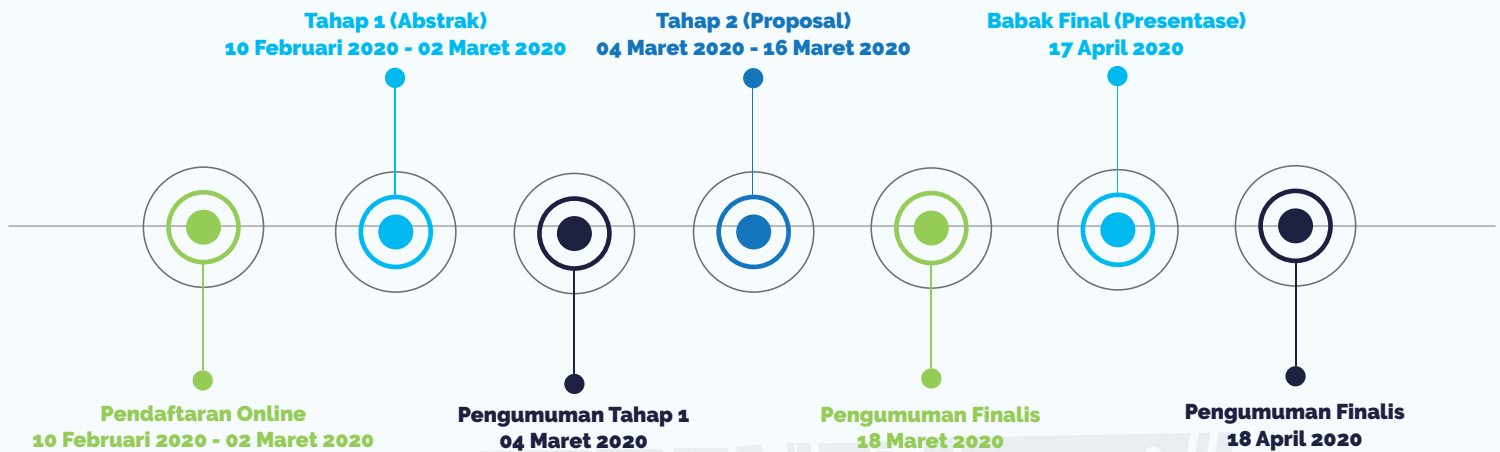 Tahap 1 (Abstrak)
10 Februari 2020 - 02 Maret 2020
Tahap 2 (Proposal)
04 Maret 2020 - 16 Maret 2020
Babak Final (Presentase)
17 April 2020
Pendaftaran Online
10 Februari 2020 - 02 Maret 2020
Pengumuman Tahap 1
04 Maret 2020
Pengumuman Finalis
18 Maret 2020
Pengumuman Finalis
18 April 2020